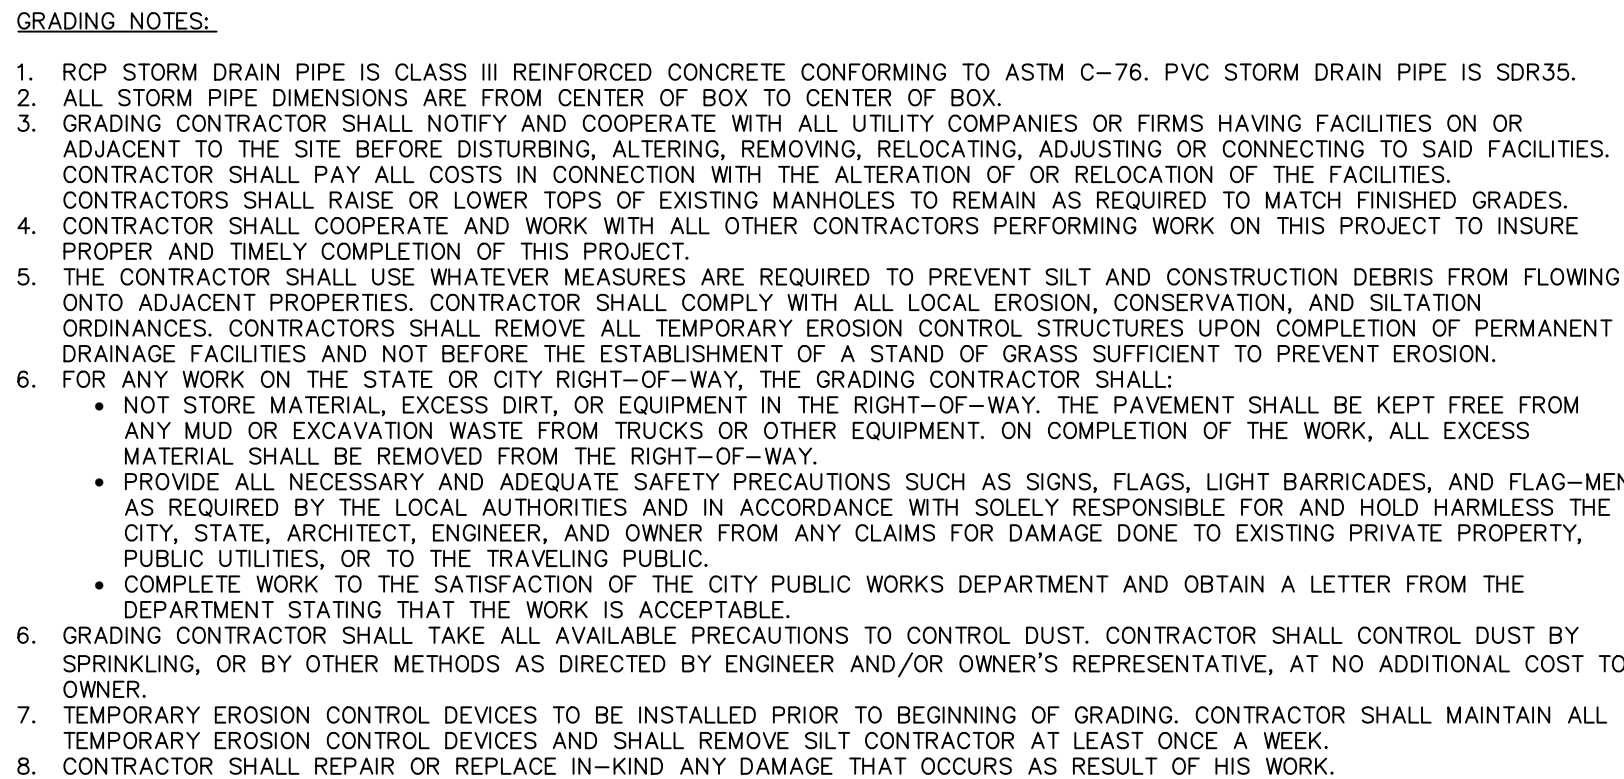 GRADING NOTES:
1. RCP STORM DRAIN PIPE IS CLASS III REINFORCED CONCRETE CONFORMING TO ASTM C–76. PVC STORM DRAIN PIPE IS SDR35.
2. ALL STORM PIPE DIMENSIONS ARE FROM CENTER OF BOX TO CENTER OF BOX.
3. GRADING CONTRACTOR SHALL NOTIFY AND COOPERATE WITH ALL UTILITY COMPANIES OR FIRMS HAVING FACILITIES ON OR
ADJACENT TO THE SITE BEFORE DISTURBING, ALTERING, REMOVING, RELOCATING, ADJUSTING OR CONNECTING TO SAID FACILITIES.
CONTRACTOR SHALL PAY ALL COSTS IN CONNECTION WITH THE ALTERATION OF OR RELOCATION OF THE FACILITIES.
CONTRACTORS SHALL RAISE OR LOWER TOPS OF EXISTING MANHOLES TO REMAIN AS REQUIRED TO MATCH FINISHED GRADES.
4. CONTRACTOR SHALL COOPERATE AND WORK WITH ALL OTHER CONTRACTORS PERFORMING WORK ON THIS PROJECT TO INSURE
PROPER AND TIMELY COMPLETION OF THIS PROJECT.
5. THE CONTRACTOR SHALL USE WHATEVER MEASURES ARE REQUIRED TO PREVENT SILT AND CONSTRUCTION DEBRIS FROM FLOWING
ONTO ADJACENT PROPERTIES. CONTRACTOR SHALL COMPLY WITH ALL LOCAL EROSION, CONSERVATION, AND SILTATION
ORDINANCES. CONTRACTORS SHALL REMOVE ALL TEMPORARY EROSION CONTROL STRUCTURES UPON COMPLETION OF PERMANENT
DRAINAGE FACILITIES AND NOT BEFORE THE ESTABLISHMENT OF A STAND OF GRASS SUFFICIENT TO PREVENT EROSION.
6. FOR ANY WORK ON THE STATE OR CITY RIGHT–OF–WAY, THE GRADING CONTRACTOR SHALL:
• NOT STORE MATERIAL, EXCESS DIRT, OR EQUIPMENT IN THE RIGHT–OF–WAY. THE PAVEMENT SHALL BE KEPT FREE FROM
ANY MUD OR EXCAVATION WASTE FROM TRUCKS OR OTHER EQUIPMENT. ON COMPLETION OF THE WORK, ALL EXCESS
MATERIAL SHALL BE REMOVED FROM THE RIGHT–OF–WAY.
• PROVIDE ALL NECESSARY AND ADEQUATE SAFETY PRECAUTIONS SUCH AS SIGNS, FLAGS, LIGHT BARRICADES, AND FLAG–MEN
AS REQUIRED BY THE LOCAL AUTHORITIES AND IN ACCORDANCE WITH SOLELY RESPONSIBLE FOR AND HOLD HARMLESS THE
CITY, STATE, ARCHITECT, ENGINEER, AND OWNER FROM ANY CLAIMS FOR DAMAGE DONE TO EXISTING PRIVATE PROPERTY,
PUBLIC UTILITIES, OR TO THE TRAVELING PUBLIC.
• COMPLETE WORK TO THE SATISFACTION OF THE CITY PUBLIC WORKS DEPARTMENT AND OBTAIN A LETTER FROM THE
DEPARTMENT STATING THAT THE WORK IS ACCEPTABLE.
6. GRADING CONTRACTOR SHALL TAKE ALL AVAILABLE PRECAUTIONS TO CONTROL DUST. CONTRACTOR SHALL CONTROL DUST BY
SPRINKLING, OR BY OTHER METHODS AS DIRECTED BY ENGINEER AND/OR OWNER'S REPRESENTATIVE, AT NO ADDITIONAL COST TO
OWNER.
7. TEMPORARY EROSION CONTROL DEVICES TO BE INSTALLED PRIOR TO BEGINNING OF GRADING. CONTRACTOR SHALL MAINTAIN ALL
TEMPORARY EROSION CONTROL DEVICES AND SHALL REMOVE SILT CONTRACTOR AT LEAST ONCE A WEEK.
8. CONTRACTOR SHALL REPAIR OR REPLACE IN–KIND ANY DAMAGE THAT OCCURS AS RESULT OF HIS WORK.